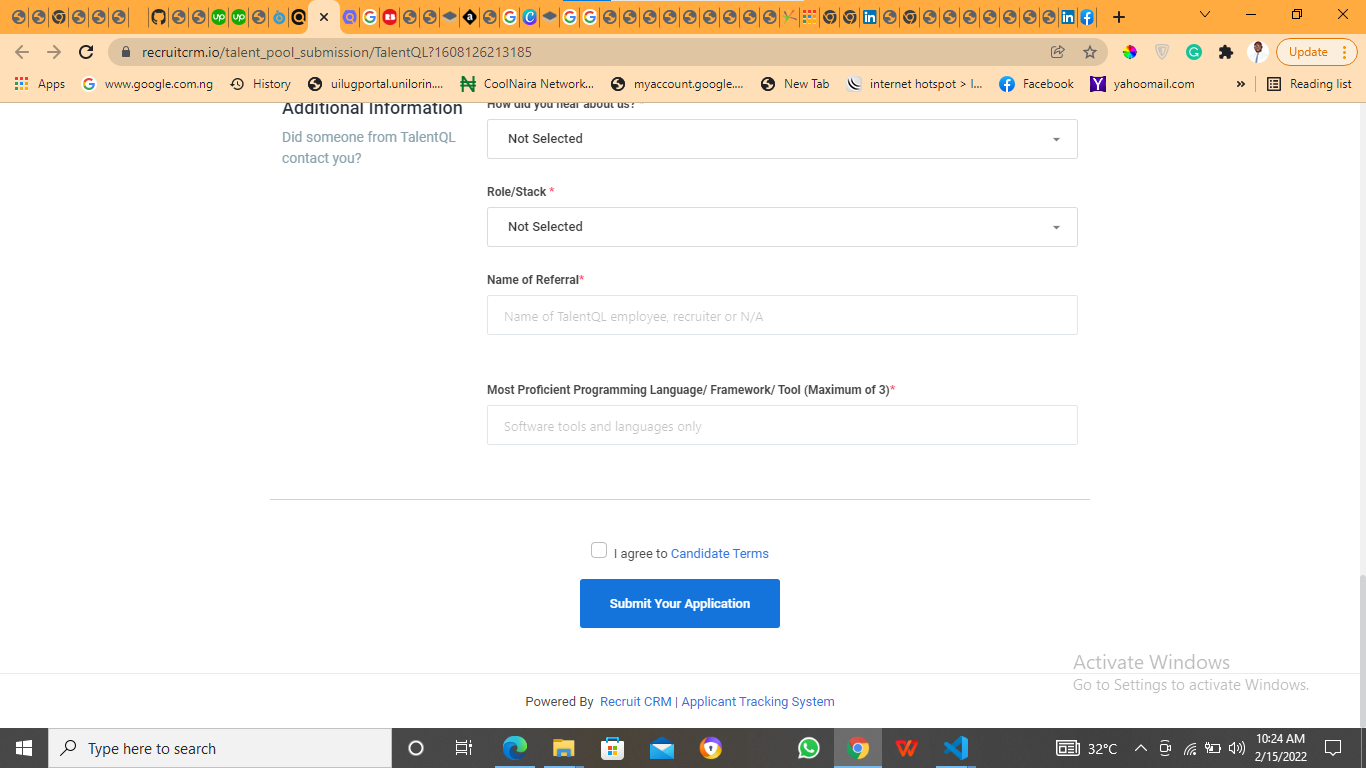 recruitcrm.io/talent_pool_submission/TalentQL?1608126213185
Update
Apps
www.google.com.ng
History
uilugportal.unilorin....
CoolNaira Network...
myaccount.google....
New Tab
internet hotspot > I...
Facebook
yahoomail.com
»
Reading list
Additional Information
Did someone from TalentQL
contact you?
How did you hear about us?
Not Selected
Role/Stack *
Not Selected
Name of Referral*
Name of TalentQL employee, recruiter or N/A
Most Proficient Programming Language/ Framework/ Tool (Maximum of 3)*
Software tools and languages only
I agree to Candidate Terms
Submit Your Application
Activate Windows
Go to Settings to activate Windows.
Powered By Recruit CRM | Applicant Tracking System
Type here to search
32°C
10:24 AM
2/15/2022